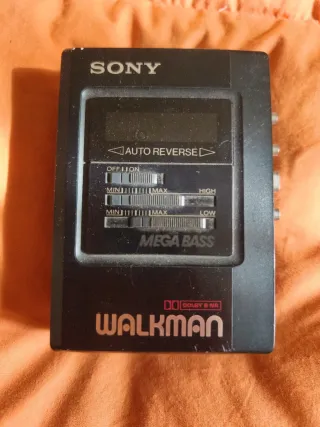 SONY
AUTO REVERSE
OFF ON
MIN MAX HIGH
MIN MAX LOW
MEGA BASS
DOLBY B NR
WALKMAN